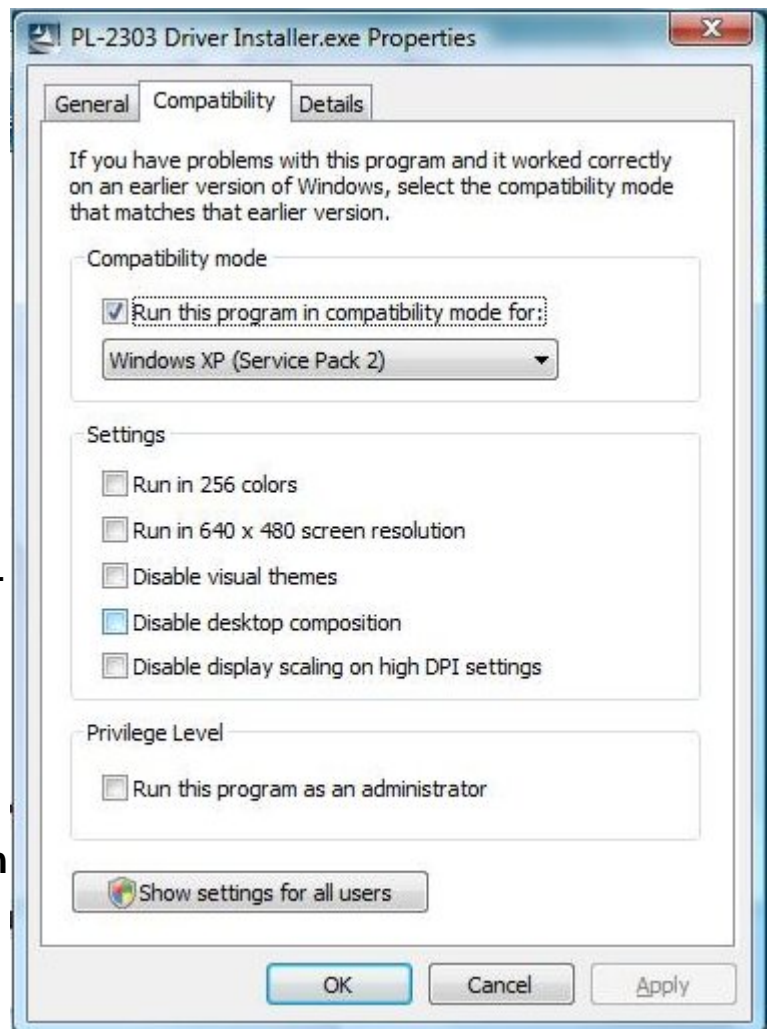 PL-2303 Driver Installer.exe Properties
General Compatibility Details
If you have problems with this program and it worked correctly
on an earlier version of Windows, select the compatibility mode
that matches that earlier version.
Compatibility mode
Run this program in compatibility mode for:
Windows XP (Service Pack 2)
Settings
Run in 256 colors
Run in 640 x 480 screen resolution
Disable visual themes
Disable desktop composition
Disable display scaling on high DPI settings
Privilege Level
Run this program as an administrator
Show settings for all users
OK Cancel Apply